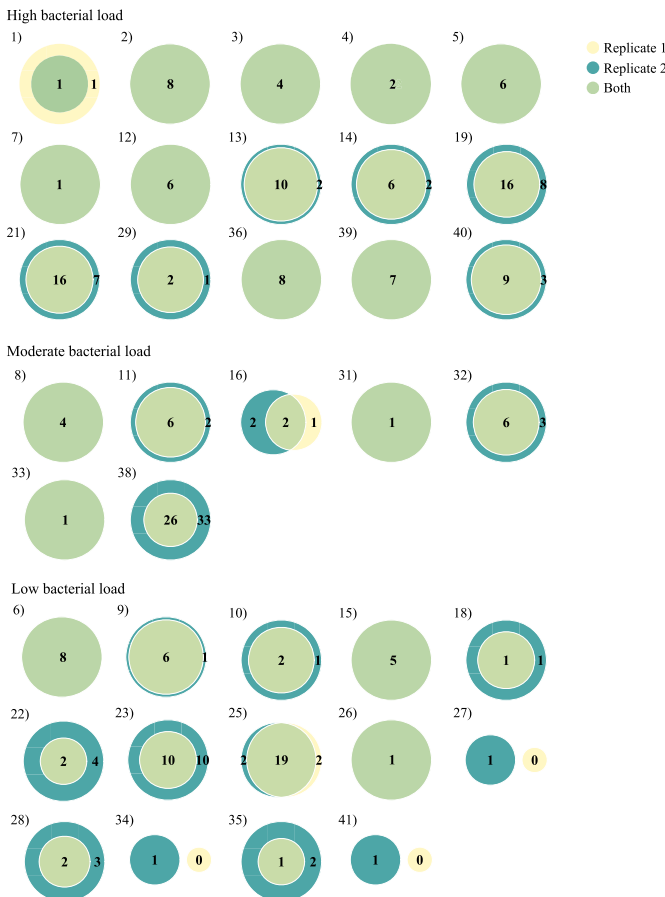 High bacterial load
1) 2) 3) 4) 5)
Replicate 1
Replicate 2
Both
1 1 8 4 2 6
7) 12) 13) 14) 19)
1 6 10 2 6 2 16 8
21) 29) 36) 39) 40)
16 7 2 1 8 7 9 3
Moderate bacterial load
8) 11) 16) 31) 32)
4 6 2 2 2 1 1 6 3
33) 38)
1 26 33
Low bacterial load
6) 9) 10) 15) 18)
8 6 1 2 1 5 1 1
22) 23) 25) 26) 27)
2 4 10 10 2 19 2 1 1 0
28) 34) 35) 41)
2 3 1 0 1 2 1 0